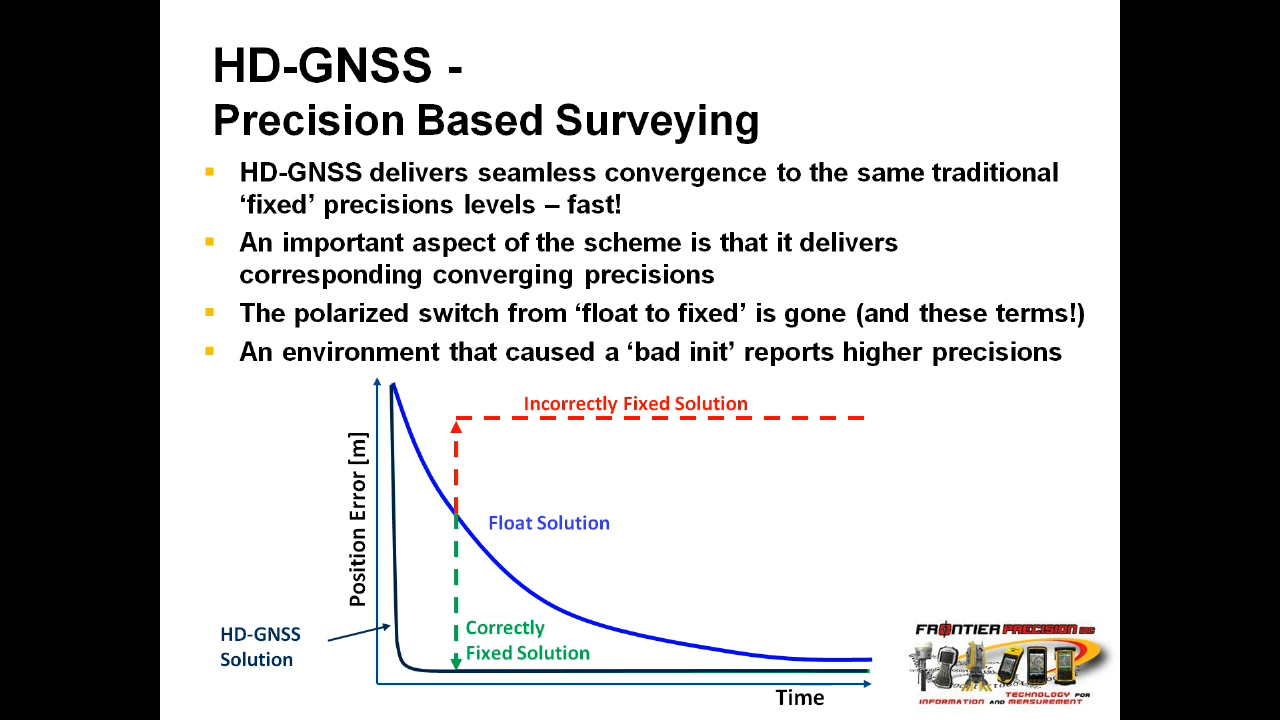 HD-GNSS -
Precision Based Surveying
HD-GNSS delivers seamless convergence to the same traditional
‘fixed’ precisions levels – fast!
An important aspect of the scheme is that it delivers
corresponding converging precisions
The polarized switch from ‘float to fixed’ is gone (and these terms!)
An environment that caused a ‘bad init’ reports higher precisions
Incorrectly Fixed Solution
Position Error [m]
Float Solution
HD-GNSS
Solution
Correctly
Fixed Solution
Time
FRONTIER PRECISION INC
TECHNOLOGY FOR
INFORMATION AND MEASUREMENT